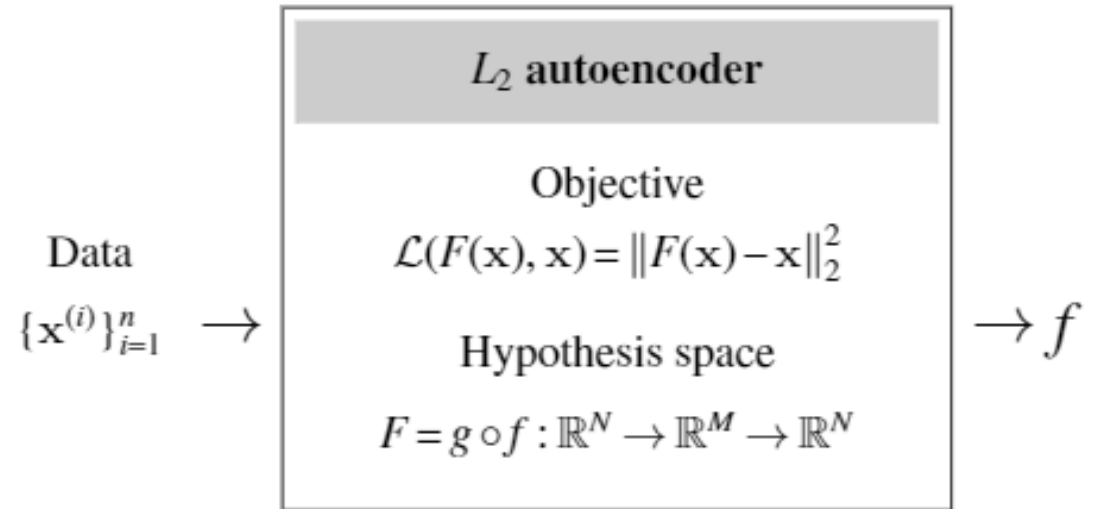 L₂ autoencoder
Objective
ℒ(F(x), x) = ‖F(x) − x‖₂²
Data
{x⁽ⁱ⁾}ⁿᵢ₌₁ → → f
Hypothesis space
F = g ∘ f : ℝᴺ → ℝᴹ → ℝᴺ